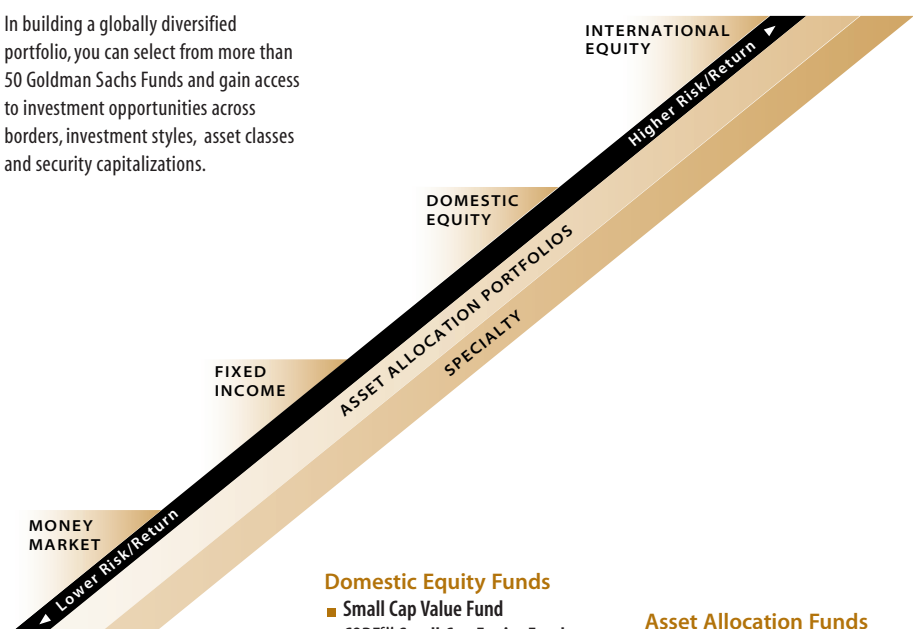 In building a globally diversified
portfolio, you can select from more than
50 Goldman Sachs Funds and gain access
to investment opportunities across
borders, investment styles, asset classes
and security capitalizations.
INTERNATIONAL
EQUITY
Higher Risk/Return ►
DOMESTIC
EQUITY
ASSET ALLOCATION PORTFOLIOS
SPECIALTY
FIXED
INCOME
MONEY
MARKET
◄ Lower Risk/Return
Domestic Equity Funds
■ Small Cap Value Fund
Asset Allocation Funds